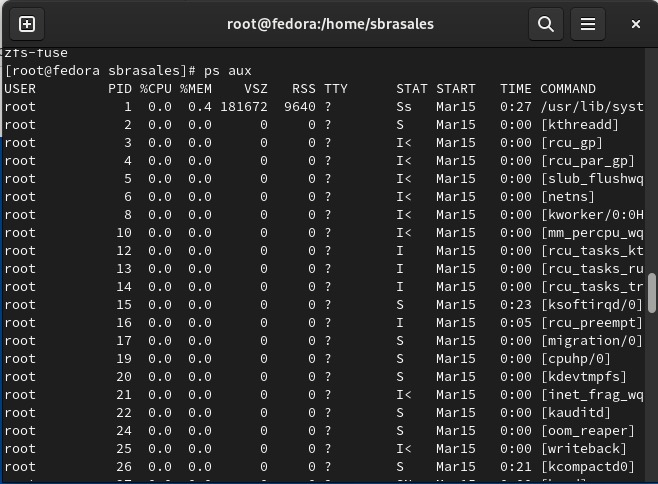 root@fedora:/home/sbrasales
zfs-fuse
[root@fedora sbrasales]# ps aux
USER PID %CPU %MEM VSZ RSS TTY STAT START TIME COMMAND
root 1 0.0 0.4 181672 9640 ? Ss Mar15 0:27 /usr/lib/syst
root 2 0.0 0.0 0 0 ? S Mar15 0:00 [kthreadd]
root 3 0.0 0.0 0 0 ? I< Mar15 0:00 [rcu_gp]
root 4 0.0 0.0 0 0 ? I< Mar15 0:00 [rcu_par_gp]
root 5 0.0 0.0 0 0 ? I< Mar15 0:00 [slub_flushwq
root 6 0.0 0.0 0 0 ? I< Mar15 0:00 [netns]
root 8 0.0 0.0 0 0 ? I< Mar15 0:00 [kworker/0:0H
root 10 0.0 0.0 0 0 ? I< Mar15 0:00 [mm_percpu_wq
root 12 0.0 0.0 0 0 ? I Mar15 0:00 [rcu_tasks_kt
root 13 0.0 0.0 0 0 ? I Mar15 0:00 [rcu_tasks_ru
root 14 0.0 0.0 0 0 ? I Mar15 0:00 [rcu_tasks_tr
root 15 0.0 0.0 0 0 ? S Mar15 0:23 [ksoftirqd/0]
root 16 0.0 0.0 0 0 ? I Mar15 0:05 [rcu_preempt]
root 17 0.0 0.0 0 0 ? S Mar15 0:00 [migration/0]
root 19 0.0 0.0 0 0 ? S Mar15 0:00 [cpuhp/0]
root 20 0.0 0.0 0 0 ? S Mar15 0:00 [kdevtmpfs]
root 21 0.0 0.0 0 0 ? I< Mar15 0:00 [inet_frag_wq
root 22 0.0 0.0 0 0 ? S Mar15 0:00 [kauditd]
root 24 0.0 0.0 0 0 ? S Mar15 0:00 [oom_reaper]
root 25 0.0 0.0 0 0 ? I< Mar15 0:00 [writeback]
root 26 0.0 0.0 0 0 ? S Mar15 0:21 [kcompactd0]